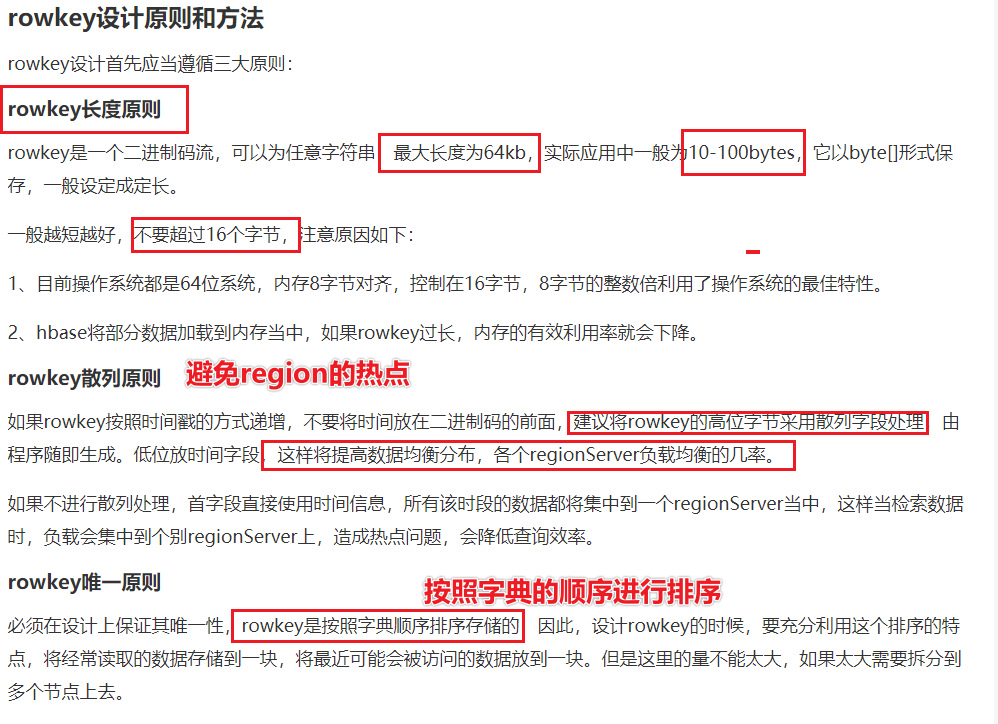 rowkey设计原则和方法
rowkey设计首先应当遵循三大原则：
rowkey长度原则
rowkey是一个二进制码流，可以为任意字符串 最大长度为64kb，实际应用中一般为10-100bytes，它以byte[]形式保
存，一般设定成定长。
一般越短越好，不要超过16个字节，注意原因如下：
1、目前操作系统都是64位系统，内存8字节对齐，控制在16字节，8字节的整数倍利用了操作系统的最佳特性。
2、hbase将部分数据加载到内存当中，如果rowkey过长，内存的有效利用率就会下降。
rowkey散列原则 避免region的热点
如果rowkey按照时间戳的方式递增，不要将时间放在二进制码的前面，建议将rowkey的高位字节采用散列字段处理 由
程序随即生成。低位放时间字段 这样将提高数据均衡分布，各个regionServer负载均衡的几率。
如果不进行散列处理，首字段直接使用时间信息，所有该时段的数据都将集中到一个regionServer当中，这样当检索数据
时，负载会集中到个别regionServer上，造成热点问题，会降低查询效率。
rowkey唯一原则
按照字典的顺序进行排序
必须在设计上保证其唯一性，rowkey是按照字典顺序排序存储的 因此，设计rowkey的时候，要充分利用这个排序的特
点，将经常读取的数据存储到一块，将最近可能会被访问的数据放到一块。但是这里的量不能太大，如果太大需要拆分到
多个节点上去。